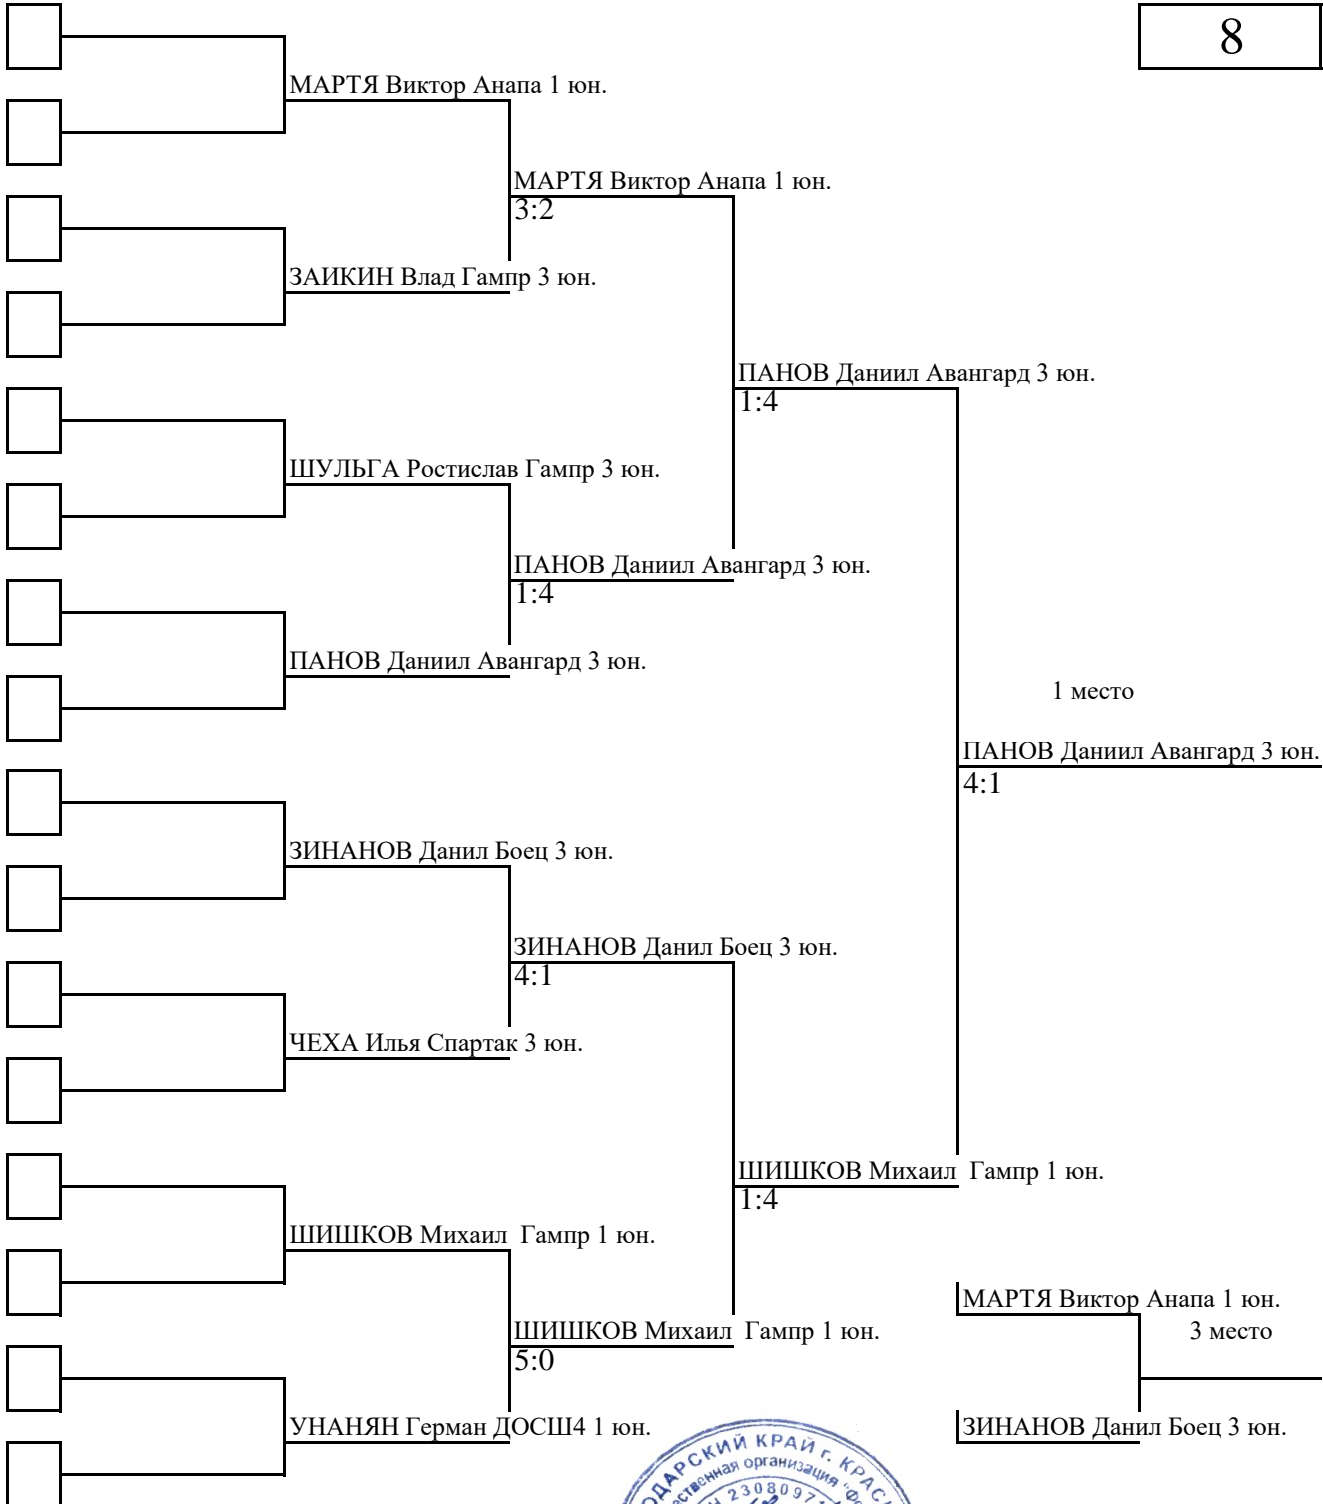 8
МАРТЯ Виктор Анапа 1 юн.
МАРТЯ Виктор Анапа 1 юн.
3:2
ЗАИКИН Влад Гампр 3 юн.
ПАНОВ Даниил Авангард 3 юн.
1:4
ШУЛЬГА Ростислав Гампр 3 юн.
ПАНОВ Даниил Авангард 3 юн.
1:4
ПАНОВ Даниил Авангард 3 юн.
1 место
ПАНОВ Даниил Авангард 3 юн.
4:1
ЗИНАНОВ Данил Боец 3 юн.
ЗИНАНОВ Данил Боец 3 юн.
4:1
ЧЕХА Илья Спартак 3 юн.
ШИШКОВ Михаил Гампр 1 юн.
1:4
ШИШКОВ Михаил Гампр 1 юн.
МАРТЯ Виктор Анапа 1 юн.
ШИШКОВ Михаил Гампр 1 юн.
3 место
5:0
УНАНЯН Герман ДОСШ4 1 юн.
ЗИНАНОВ Данил Боец 3 юн.
КРАЙ г.
организация